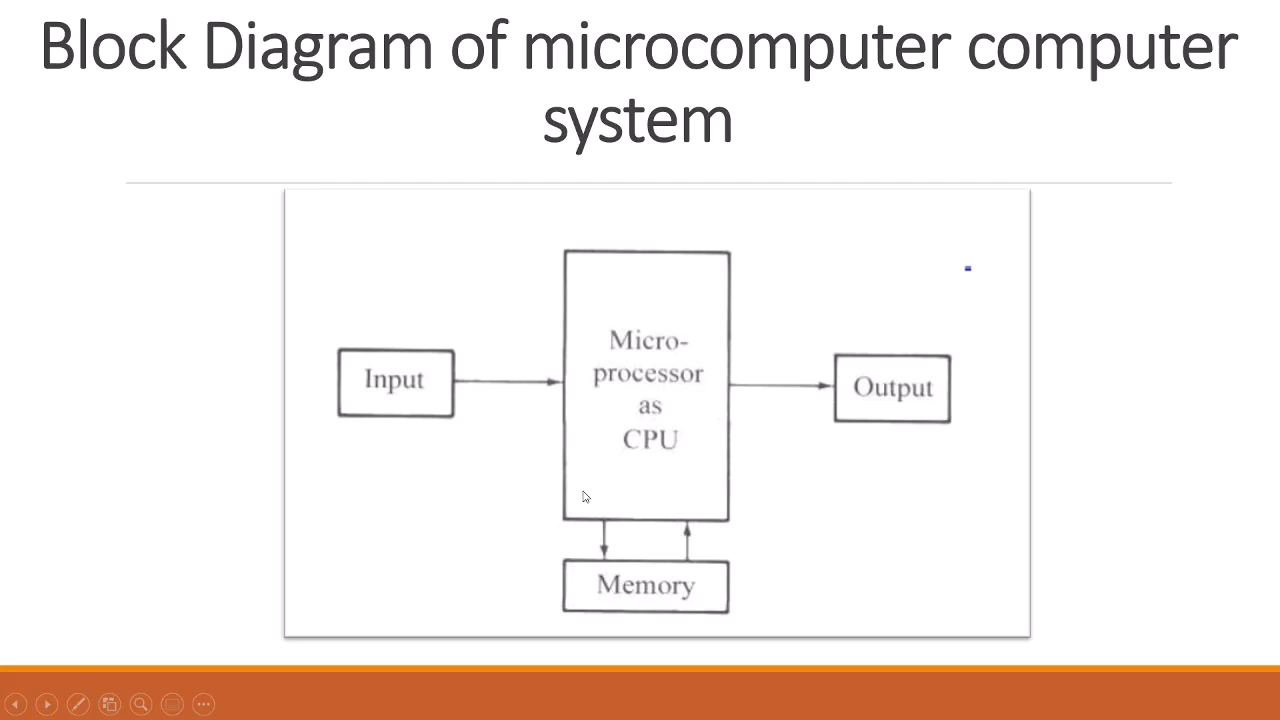 Block Diagram of microcomputer computer
system
Input
Micro-
processor
as
CPU
Output
Memory